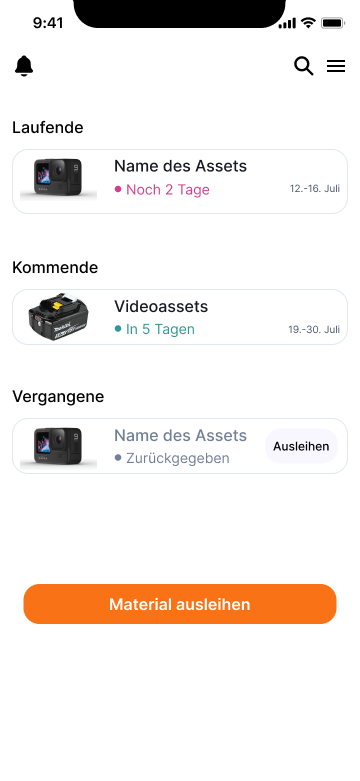 9:41
Laufende
Name des Assets
Noch 2 Tage
12.-16. Juli
Kommende
Videoassets
In 5 Tagen
19.-30. Juli
Vergangene
Name des Assets
Zurückgegeben
Ausleihen
Material ausleihen